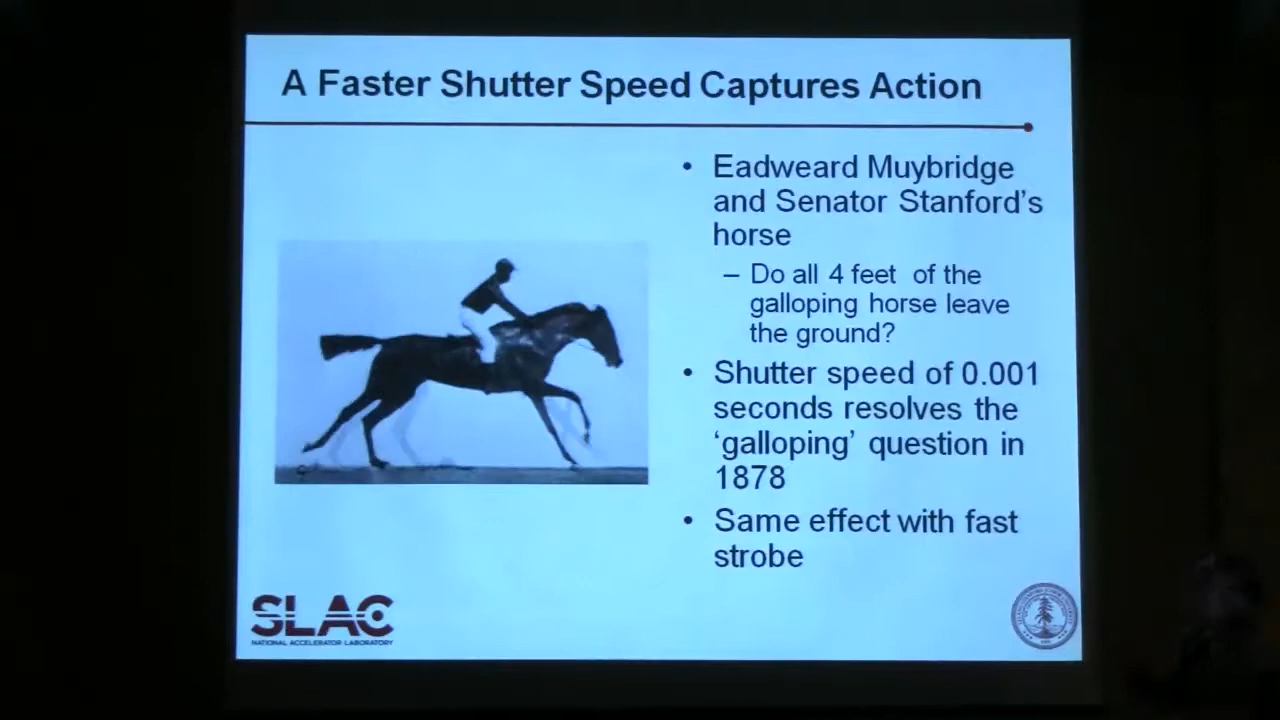 A Faster Shutter Speed Captures Action
• Eadweard Muybridge
and Senator Stanford's
horse
– Do all 4 feet of the
galloping horse leave
the ground?
• Shutter speed of 0.001
seconds resolves the
‘galloping’ question in
1878
• Same effect with fast
strobe
SLAC
NATIONAL ACCELERATOR LABORATORY